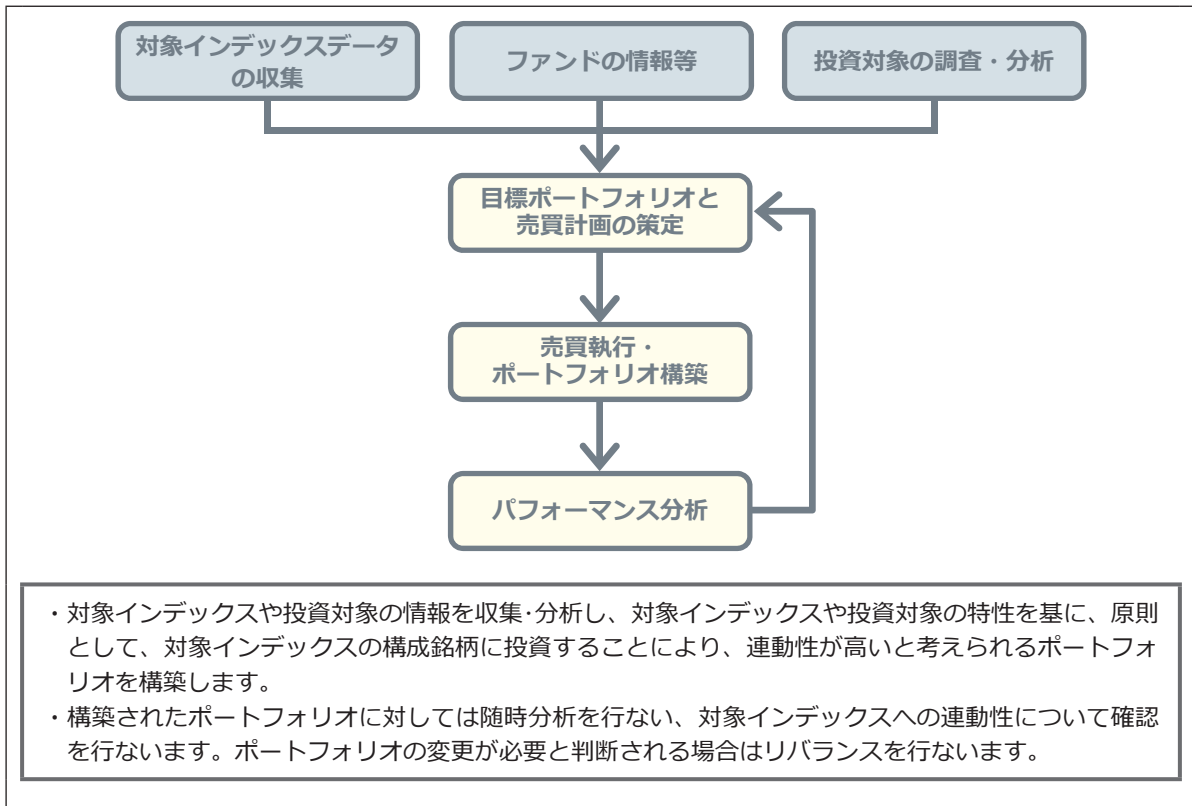 対象インデックスデータ
の収集
ファンドの情報等
投資対象の調査・分析
目標ポートフォリオと
売買計画の策定
売買執行・
ポートフォリオ構築
パフォーマンス分析
・対象インデックスや投資対象の情報を収集･分析し、対象インデックスや投資対象の特性を基に、原則
として、対象インデックスの構成銘柄に投資することにより、連動性が高いと考えられるポートフォ
リオを構築します。
・構築されたポートフォリオに対しては随時分析を行ない、対象インデックスへの連動性について確認
を行ないます。ポートフォリオの変更が必要と判断される場合はリバランスを行ないます。